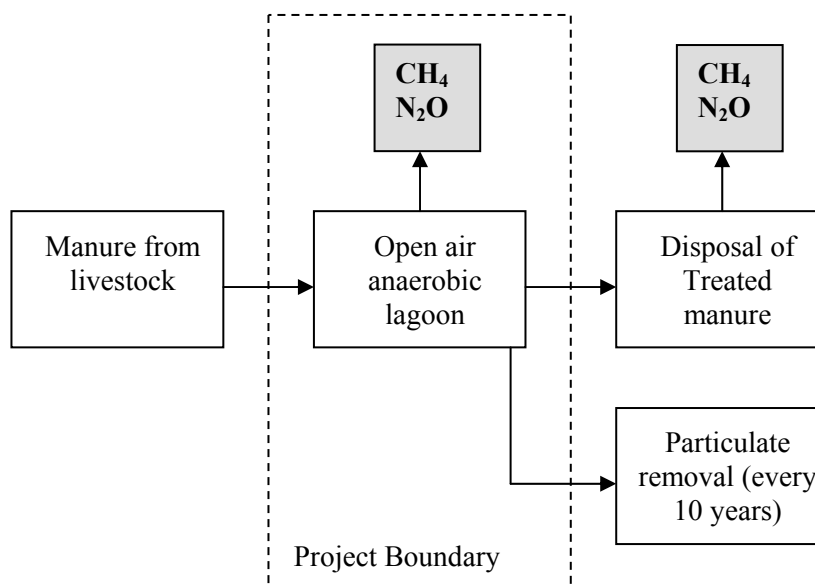 CH₄
N₂O
CH₄
N₂O
Manure from
livestock
Open air
anaerobic
lagoon
Disposal of
Treated
manure
Particulate
removal (every
10 years)
Project Boundary